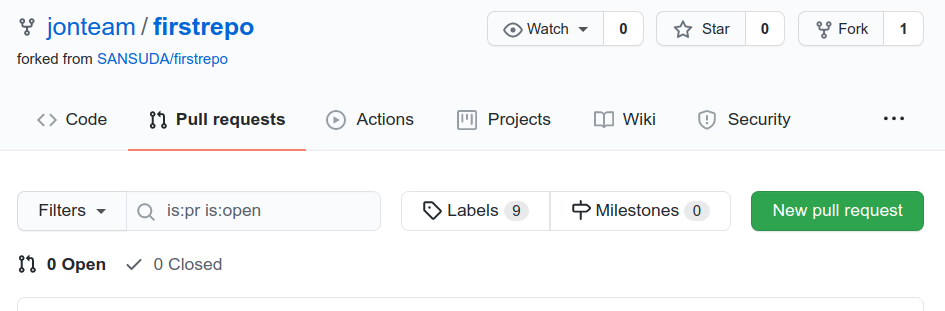 jonteam / firstrepo
Watch 0
Star 0
Fork 1
forked from SANSUDA/firstrepo
Code
Pull requests
Actions
Projects
Wiki
Security
...
Filters
is:pr is:open
Labels 9
Milestones 0
New pull request
0 Open
0 Closed